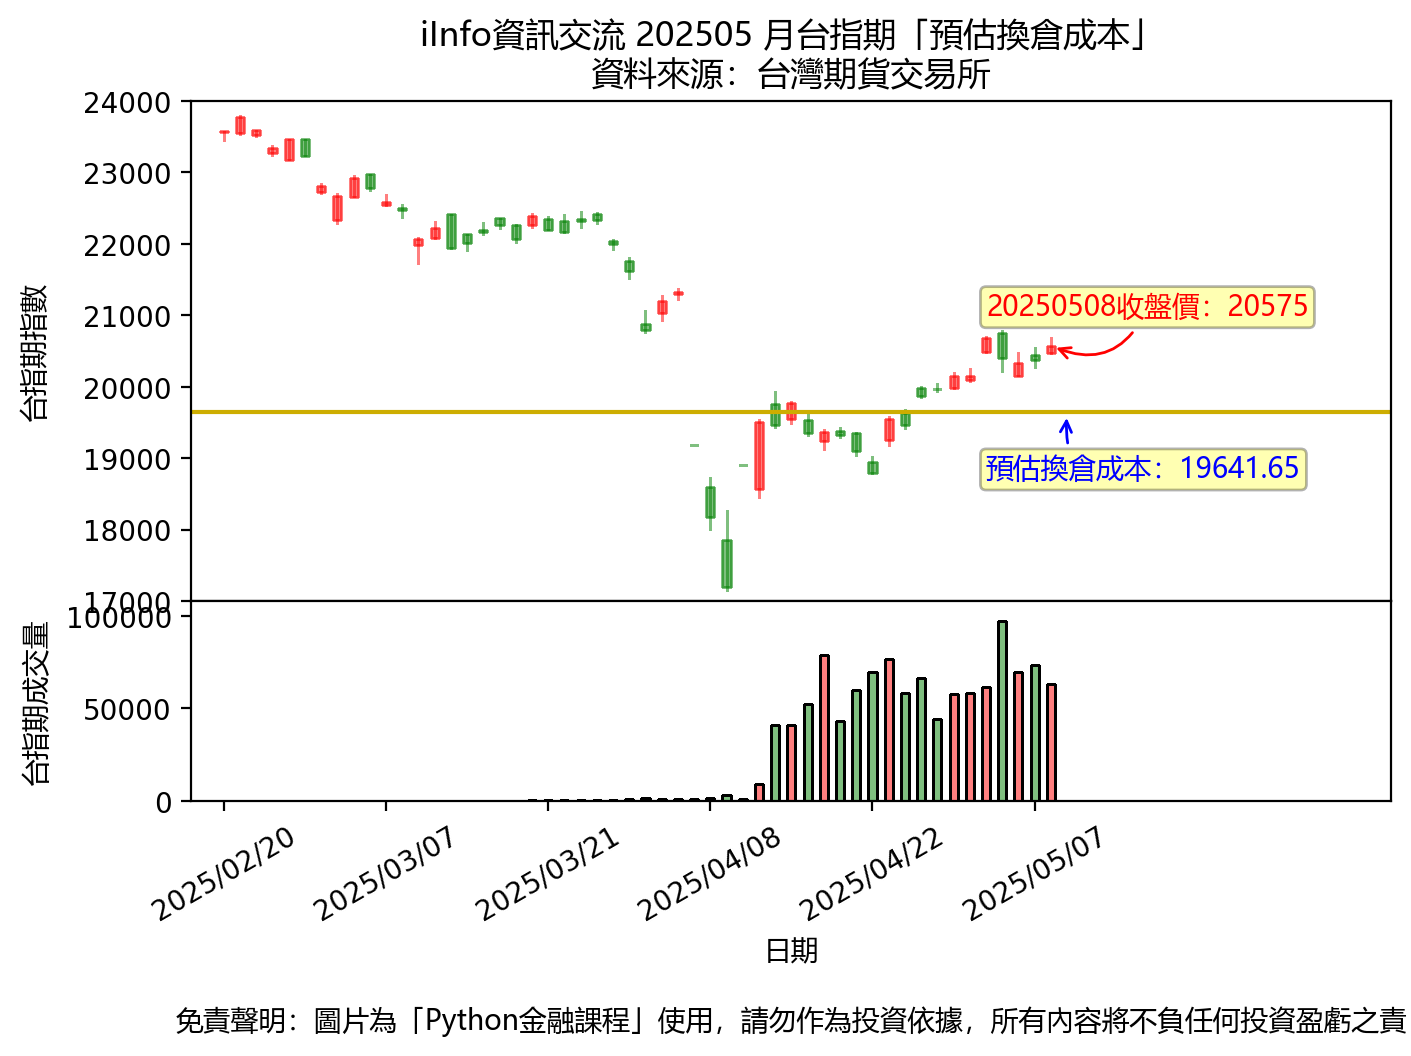 iInfo資訊交流 202505 月台指期「預估換倉成本」
資料來源：台灣期貨交易所
24000
23000
22000
21000
20000
19000
18000
17000
台指期指數
20250508收盤價：20575
預估換倉成本：19641.65
100000
50000
0
台指期成交量
2025/02/20
2025/03/07
2025/03/21
2025/04/08
2025/04/22
2025/05/07
日期
免責聲明：圖片為「Python金融課程」使用，請勿作為投資依據，所有內容將不負任何投資盈虧之責